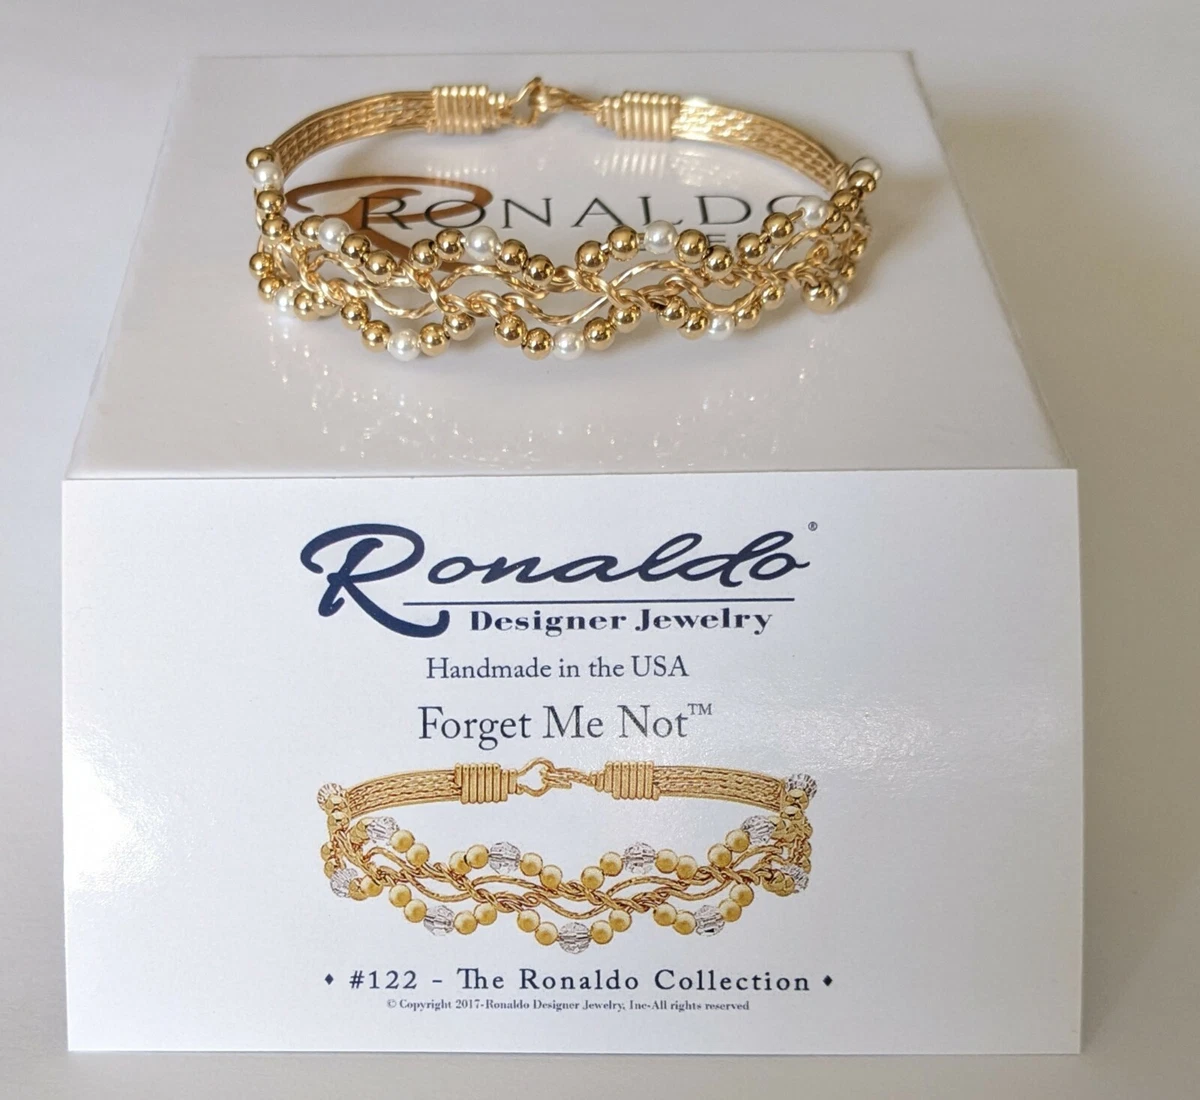 RONALDO
Ronaldo®
Designer Jewelry
Handmade in the USA
Forget Me Not™
♦ #122 - The Ronaldo Collection ♦
© Copyright 2017-Ronaldo Designer Jewelry, Inc-All rights reserved